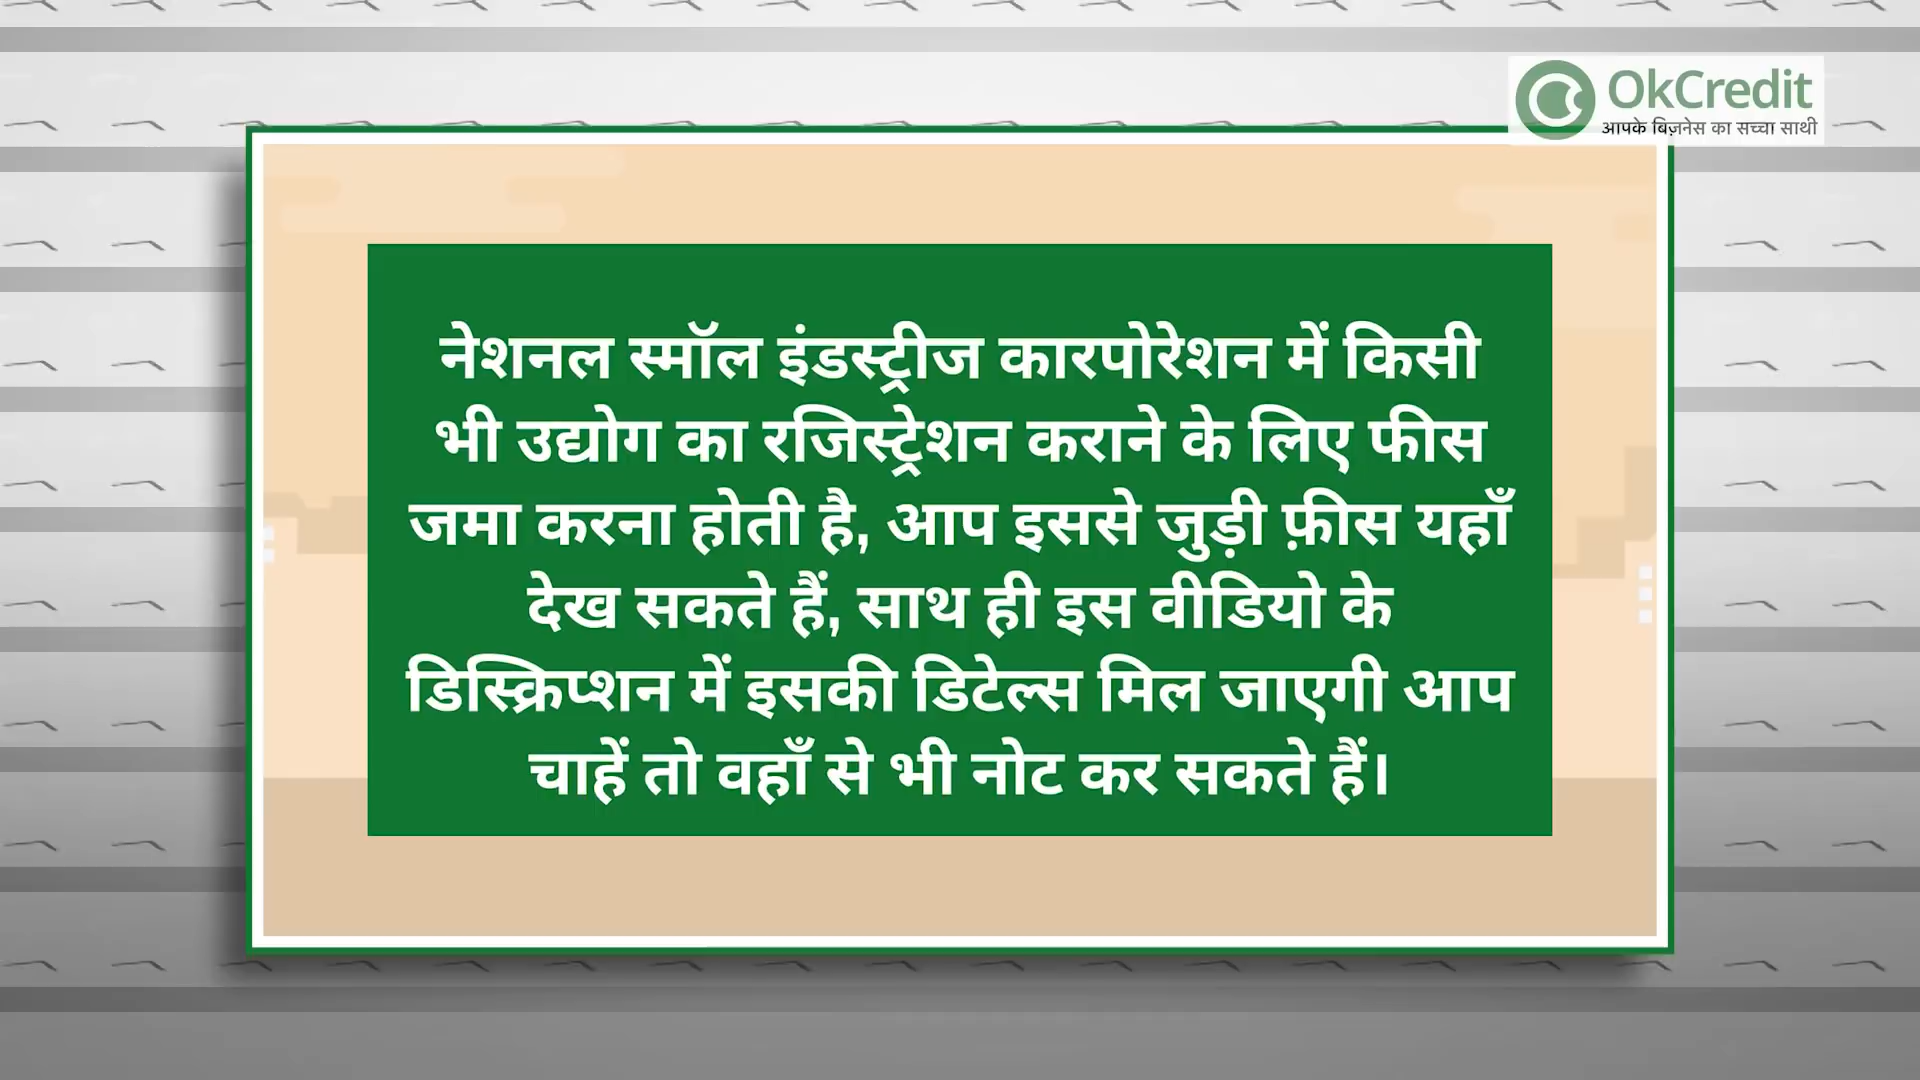 OkCredit
आपके बिज़नेस का सच्चा साथी
नेशनल स्मॉल इंडस्ट्रीज कारपोरेशन में किसी
भी उद्योग का रजिस्ट्रेशन कराने के लिए फीस
जमा करना होती है, आप इससे जुड़ी फ़ीस यहाँ
देख सकते हैं, साथ ही इस वीडियो के
डिस्क्रिप्शन में इसकी डिटेल्स मिल जाएगी आप
चाहें तो वहाँ से भी नोट कर सकते हैं।